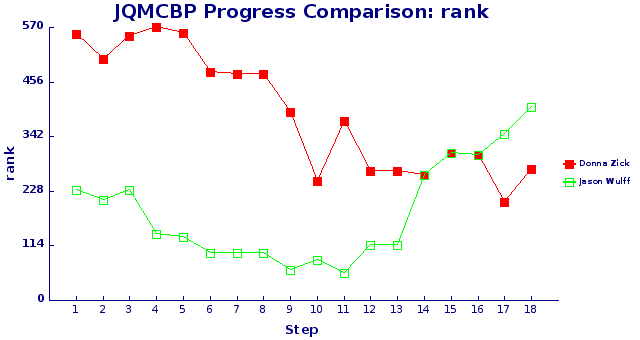 JQMCBP Progress Comparison: rank
570
456
342
228
114
0
rank
1 2 3 4 5 6 7 8 9 10 11 12 13 14 15 16 17 18
Step
Donna Zick
Jason Wulff